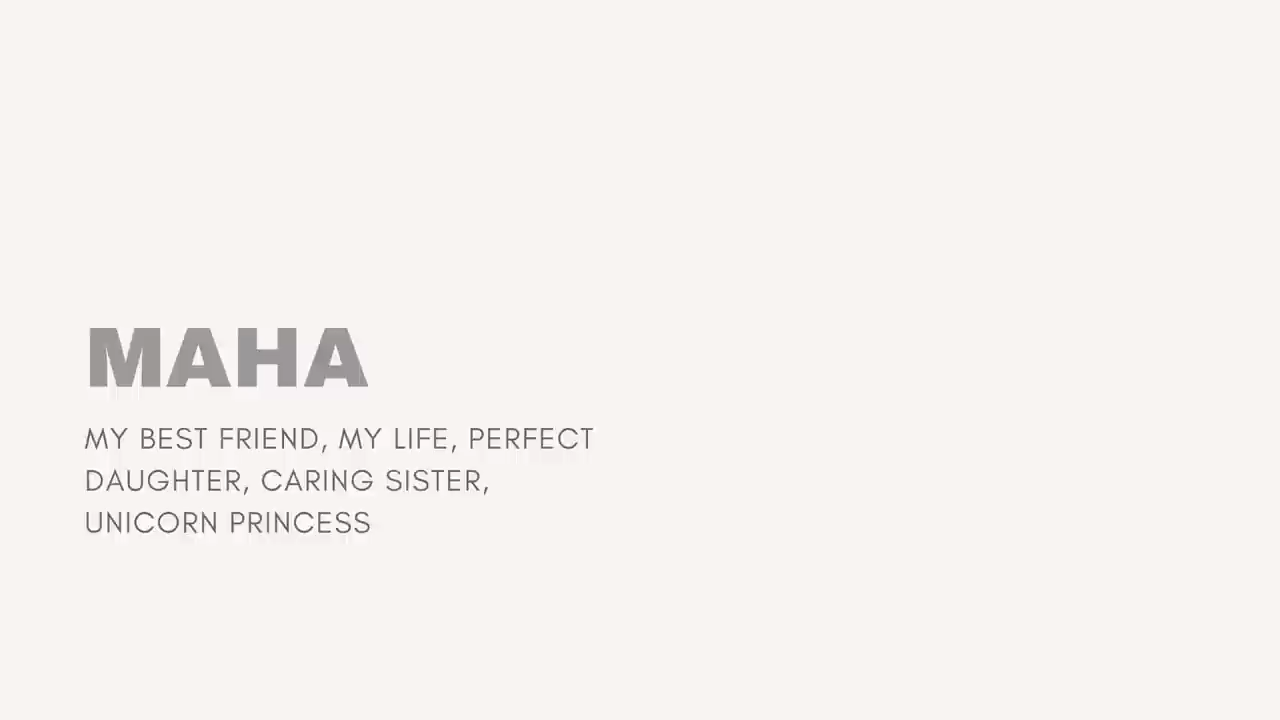 MAHA
MY BEST FRIEND, MY LIFE, PERFECT
DAUGHTER, CARING SISTER,
UNICORN PRINCESS